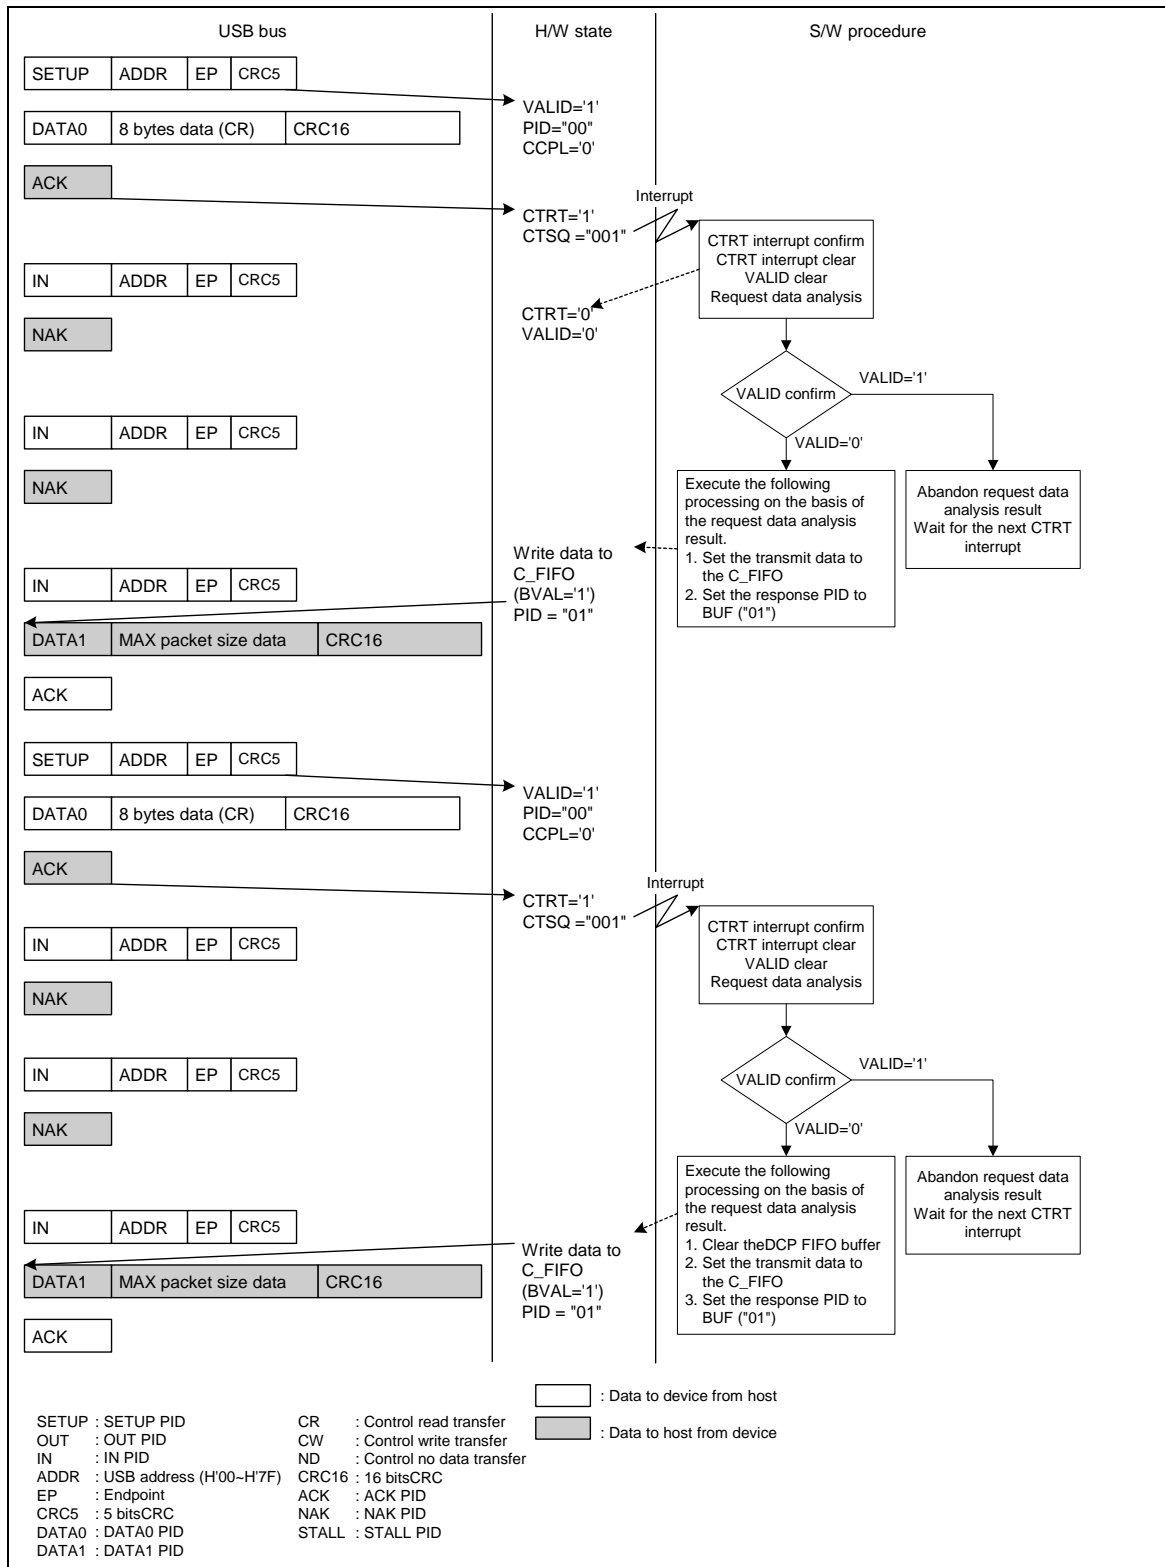 USB bus
H/W state
S/W procedure
SETUP ADDR EP CRC5
VALID='1'
PID="00"
CCPL='0'
DATA0 8 bytes data (CR) CRC16
ACK
Interrupt
CTRT='1'
CTSQ ="001"
CTRT interrupt confirm
CTRT interrupt clear
VALID clear
Request data analysis
IN ADDR EP CRC5
CTRT='0'
VALID='0'
NAK
VALID confirm
VALID='1'
VALID='0'
IN ADDR EP CRC5
NAK
Execute the following
processing on the basis of
the request data analysis
result.
1. Set the transmit data to
the C_FIFO
2. Set the response PID to
BUF ("01")
Abandon request data
analysis result
Wait for the next CTRT
interrupt
Write data to
C_FIFO
(BVAL='1')
PID = "01"
IN ADDR EP CRC5
DATA1 MAX packet size data CRC16
ACK
SETUP ADDR EP CRC5
VALID='1'
PID="00"
CCPL='0'
DATA0 8 bytes data (CR) CRC16
ACK
Interrupt
CTRT='1'
CTSQ ="001"
CTRT interrupt confirm
CTRT interrupt clear
VALID clear
Request data analysis
IN ADDR EP CRC5
NAK
VALID confirm
VALID='1'
VALID='0'
IN ADDR EP CRC5
NAK
Execute the following
processing on the basis of
the request data analysis
result.
1. Clear theDCP FIFO buffer
2. Set the transmit data to
the C_FIFO
3. Set the response PID to
BUF ("01")
Abandon request data
analysis result
Wait for the next CTRT
interrupt
IN ADDR EP CRC5
Write data to
C_FIFO
(BVAL='1')
PID = "01"
DATA1 MAX packet size data CRC16
ACK
: Data to device from host
: Data to host from device
SETUP : SETUP PID
OUT : OUT PID
IN : IN PID
ADDR : USB address (H'00~H'7F)
EP : Endpoint
CRC5 : 5 bitsCRC
DATA0 : DATA0 PID
DATA1 : DATA1 PID
CR : Control read transfer
CW : Control write transfer
ND : Control no data transfer
CRC16 : 16 bitsCRC
ACK : ACK PID
NAK : NAK PID
STALL : STALL PID